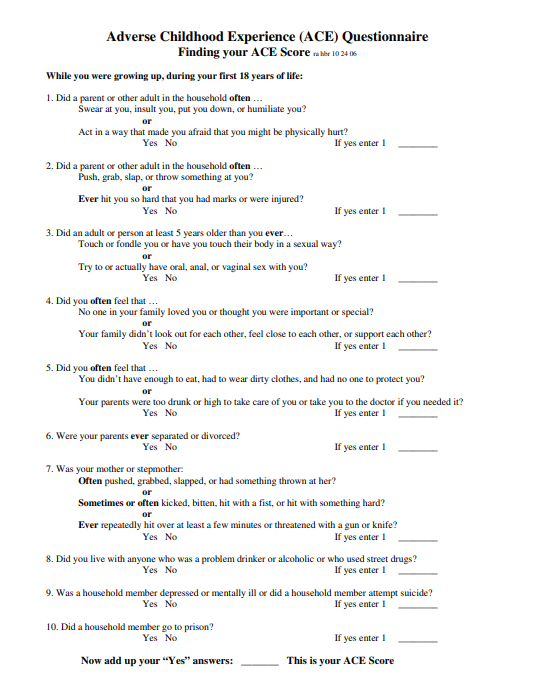 Adverse Childhood Experience (ACE) Questionnaire
Finding your ACE Score ra hbr 10 24 06
While you were growing up, during your first 18 years of life:
1. Did a parent or other adult in the household often …
Swear at you, insult you, put you down, or humiliate you?
or
Act in a way that made you afraid that you might be physically hurt?
Yes No If yes enter 1 ________
2. Did a parent or other adult in the household often …
Push, grab, slap, or throw something at you?
or
Ever hit you so hard that you had marks or were injured?
Yes No If yes enter 1 ________
3. Did an adult or person at least 5 years older than you ever…
Touch or fondle you or have you touch their body in a sexual way?
or
Try to or actually have oral, anal, or vaginal sex with you?
Yes No If yes enter 1 ________
4. Did you often feel that …
No one in your family loved you or thought you were important or special?
or
Your family didn’t look out for each other, feel close to each other, or support each other?
Yes No If yes enter 1 ________
5. Did you often feel that …
You didn’t have enough to eat, had to wear dirty clothes, and had no one to protect you?
or
Your parents were too drunk or high to take care of you or take you to the doctor if you needed it?
Yes No If yes enter 1 ________
6. Were your parents ever separated or divorced?
Yes No If yes enter 1 ________
7. Was your mother or stepmother:
Often pushed, grabbed, slapped, or had something thrown at her?
or
Sometimes or often kicked, bitten, hit with a fist, or hit with something hard?
or
Ever repeatedly hit over at least a few minutes or threatened with a gun or knife?
Yes No If yes enter 1 ________
8. Did you live with anyone who was a problem drinker or alcoholic or who used street drugs?
Yes No If yes enter 1 ________
9. Was a household member depressed or mentally ill or did a household member attempt suicide?
Yes No If yes enter 1 ________
10. Did a household member go to prison?
Yes No If yes enter 1 ________
Now add up your “Yes” answers: _______ This is your ACE Score